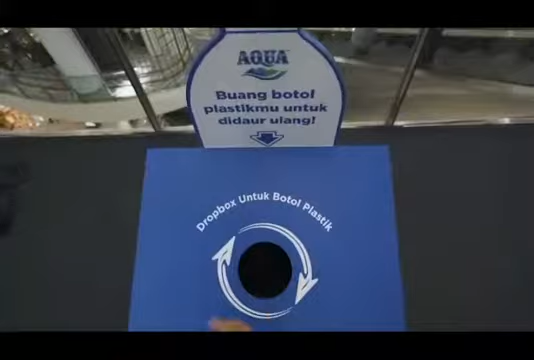 AQUA
Buang botol
plastikmu untuk
didaur ulang!
Dropbox Untuk Botol Plastik